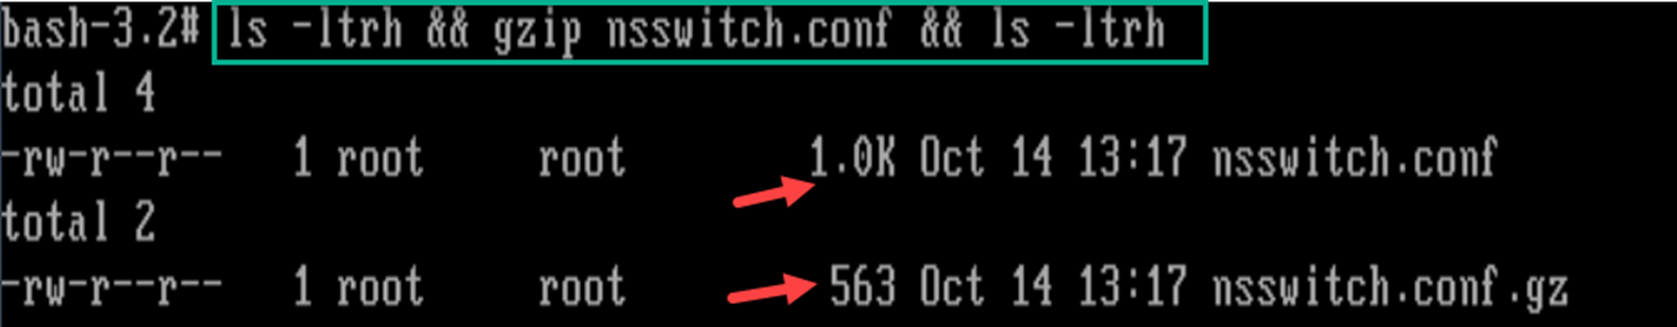 bash-3.2# ls -ltrh && gzip nsswitch.conf && ls -ltrh
total 4
-rw-r--r-- 1 root root 1.0K Oct 14 13:17 nsswitch.conf
total 2
-rw-r--r-- 1 root root 563 Oct 14 13:17 nsswitch.conf.gz